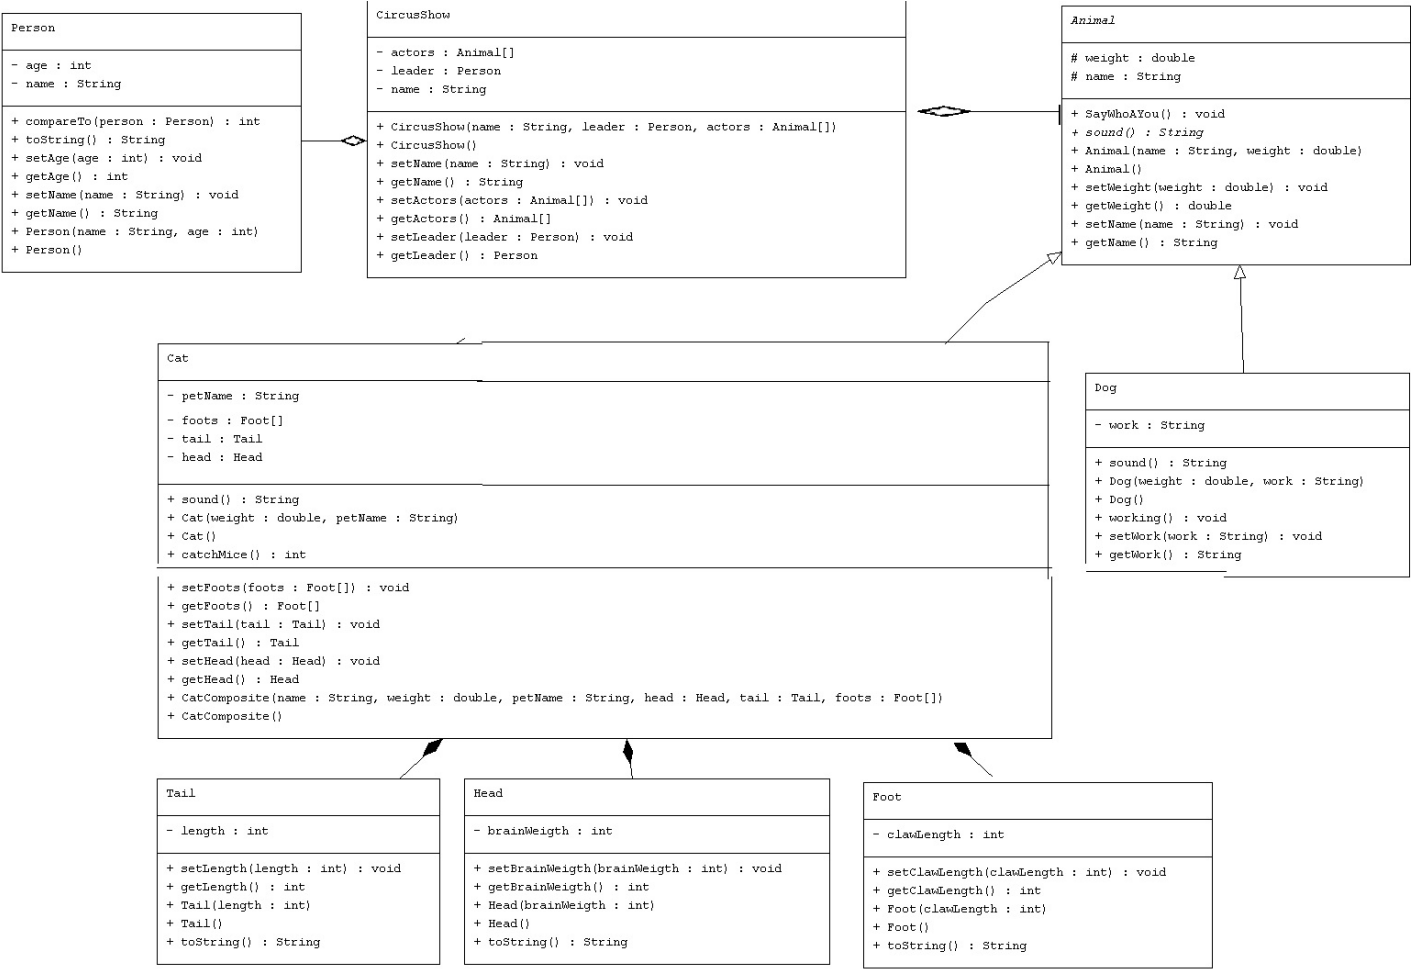 Person
- age : int
- name : String
+ compareTo(person : Person) : int
+ toString() : String
+ setAge(age : int) : void
+ getAge() : int
+ setName(name : String) : void
+ getName() : String
+ Person(name : String, age : int)
+ Person()
CircusShow
- actors : Animal[]
- leader : Person
- name : String
+ CircusShow(name : String, leader : Person, actors : Animal[])
+ CircusShow()
+ setName(name : String) : void
+ getName() : String
+ setActors(actors : Animal[]) : void
+ getActors() : Animal[]
+ setLeader(leader : Person) : void
+ getLeader() : Person
Animal
# weight : double
# name : String
+ SayWhoAYou() : void
+ sound() : String
+ Animal(name : String, weight : double)
+ Animal()
+ setWeight(weight : double) : void
+ getWeight() : double
+ setName(name : String) : void
+ getName() : String
Cat
- petName : String
- foots : Foot[]
- tail : Tail
- head : Head
+ sound() : String
+ Cat(weight : double, petName : String)
+ Cat()
+ catchMice() : int
+ setFoots(foots : Foot[]) : void
+ getFoots() : Foot[]
+ setTail(tail : Tail) : void
+ getTail() : Tail
+ setHead(head : Head) : void
+ getHead() : Head
+ CatComposite(name : String, weight : double, petName : String, head : Head, tail : Tail, foots : Foot[])
+ CatComposite()
Dog
- work : String
+ sound() : String
+ Dog(weight : double, work : String)
+ Dog()
+ working() : void
+ setWork(work : String) : void
+ getWork() : String
Tail
- length : int
+ setLength(length : int) : void
+ getLength() : int
+ Tail(length : int)
+ Tail()
+ toString() : String
Head
- brainWeigth : int
+ setBrainWeigth(brainWeigth : int) : void
+ getBrainWeigth() : int
+ Head(brainWeigth : int)
+ Head()
+ toString() : String
Foot
- clawLength : int
+ setClawLength(clawLength : int) : void
+ getClawLength() : int
+ Foot(clawLength : int)
+ Foot()
+ toString() : String